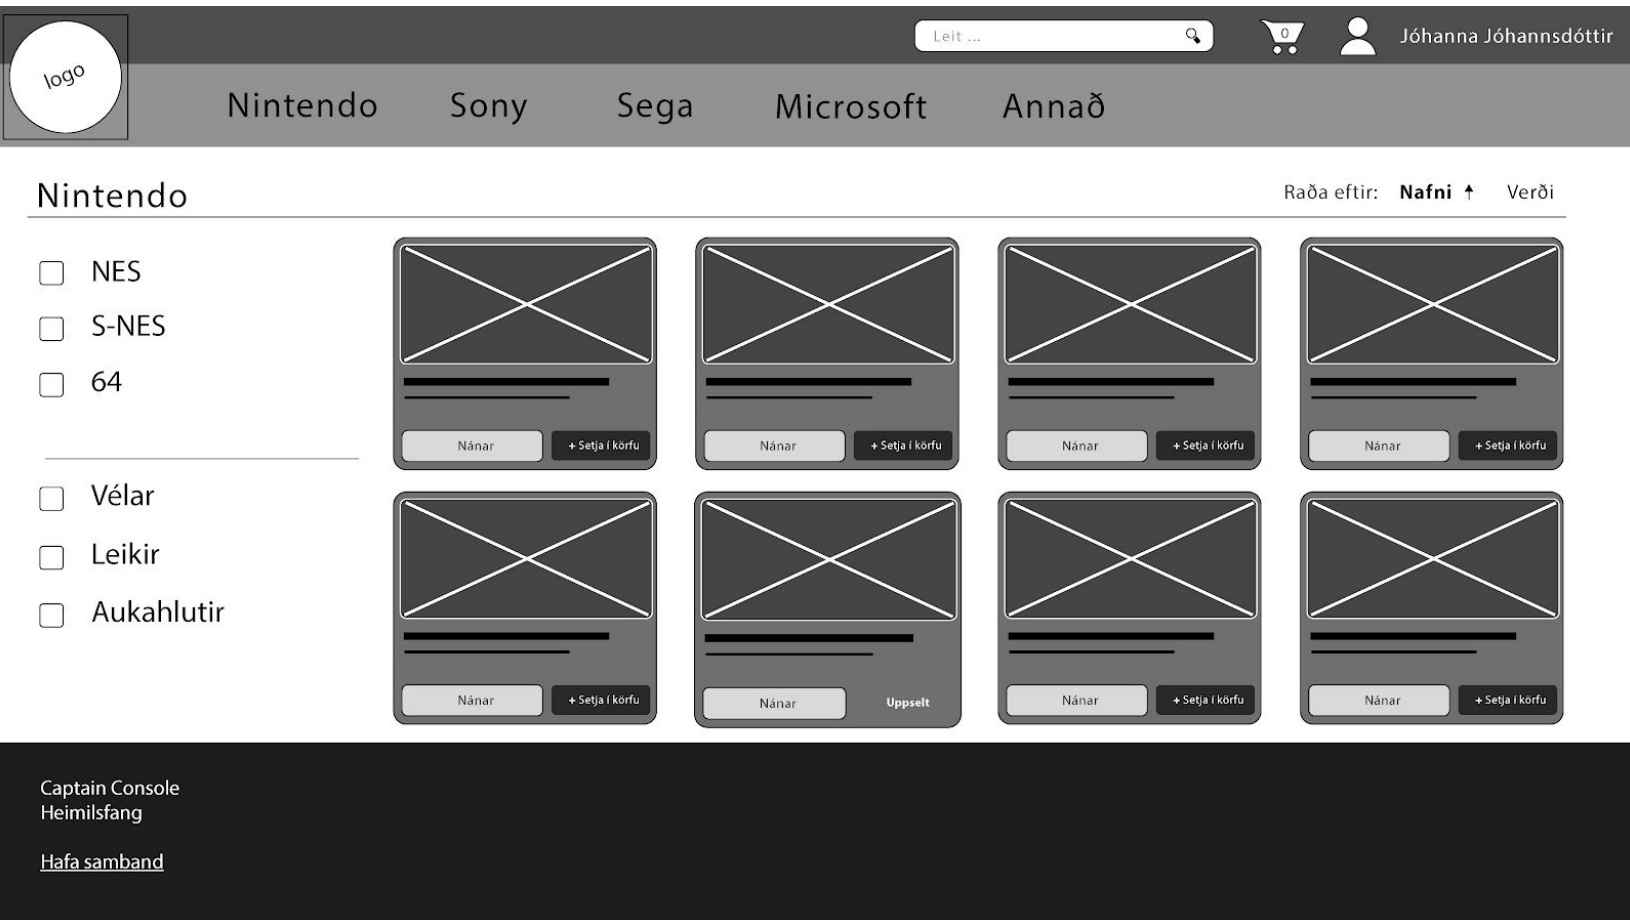 logo
Leit ...
0
Jóhanna Jóhannsdóttir
Nintendo Sony Sega Microsoft Annað
Nintendo
Raða eftir: Nafni ↑ Verði
NES
S-NES
64
Vélar
Leikir
Aukahlutir
Nánar + Setja í körfu Nánar + Setja í körfu Nánar + Setja í körfu Nánar + Setja í körfu
Nánar + Setja í körfu Nánar Uppselt Nánar + Setja í körfu Nánar + Setja í körfu
Captain Console
Heimilsfang
Hafa samband